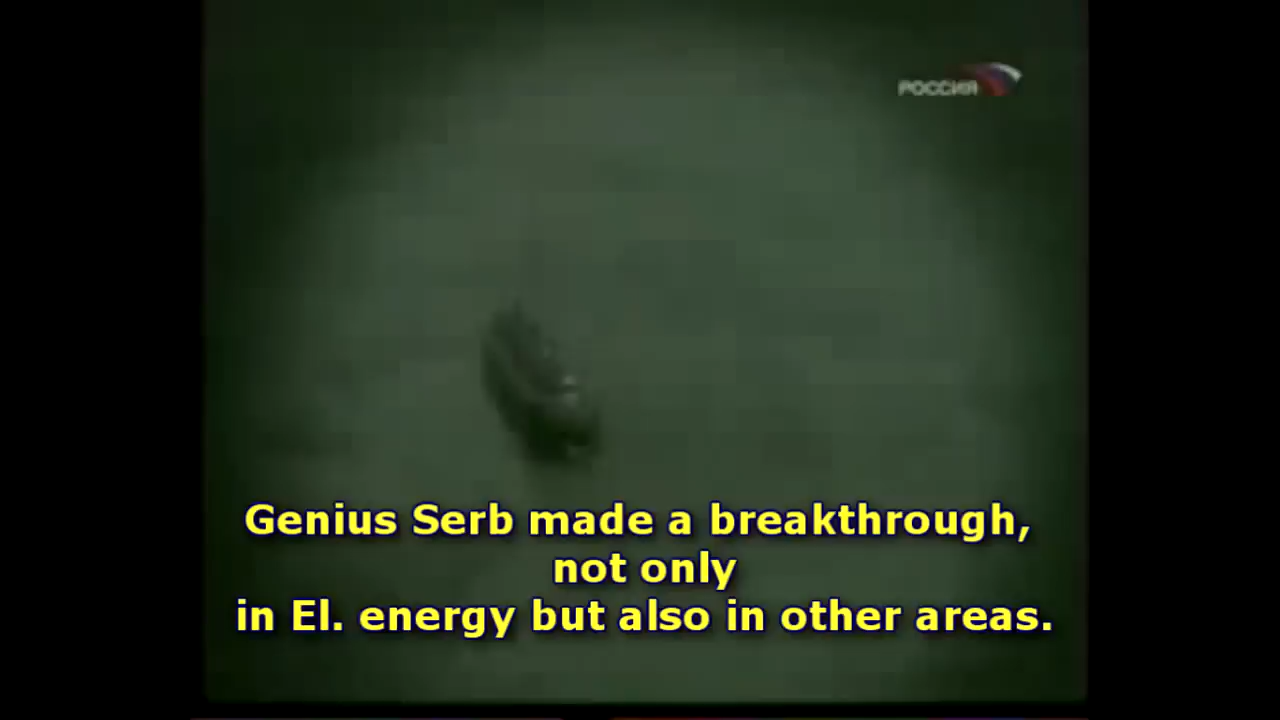 РОССИЯ
Genius Serb made a breakthrough,
not only
in El. energy but also in other areas.